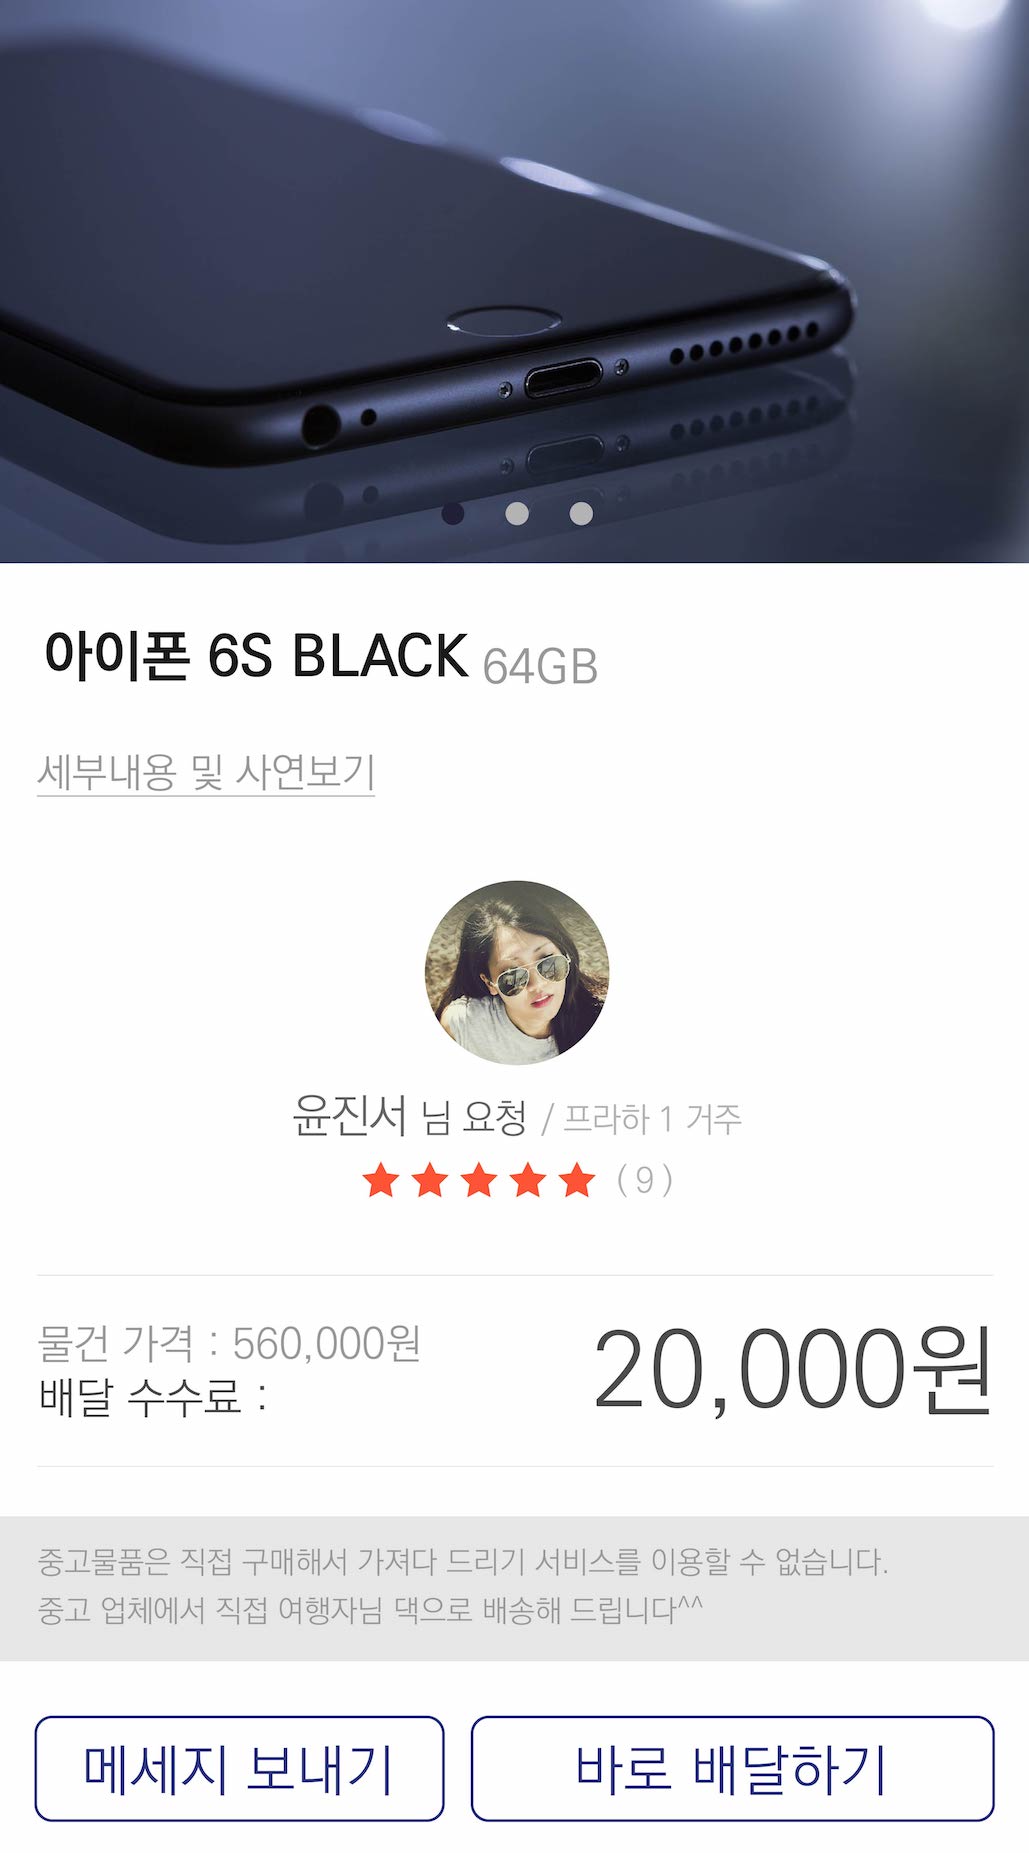 아이폰 6S BLACK 64GB
세부내용 및 사연보기
윤진서 님 요청 / 프라하 1 거주
★★★★★ (9)
물건 가격 : 560,000원
배달 수수료 : 20,000원
중고물품은 직접 구매해서 가져다 드리기 서비스를 이용할 수 없습니다.
중고 업체에서 직접 여행자님 댁으로 배송해 드립니다^^
메세지 보내기
바로 배달하기